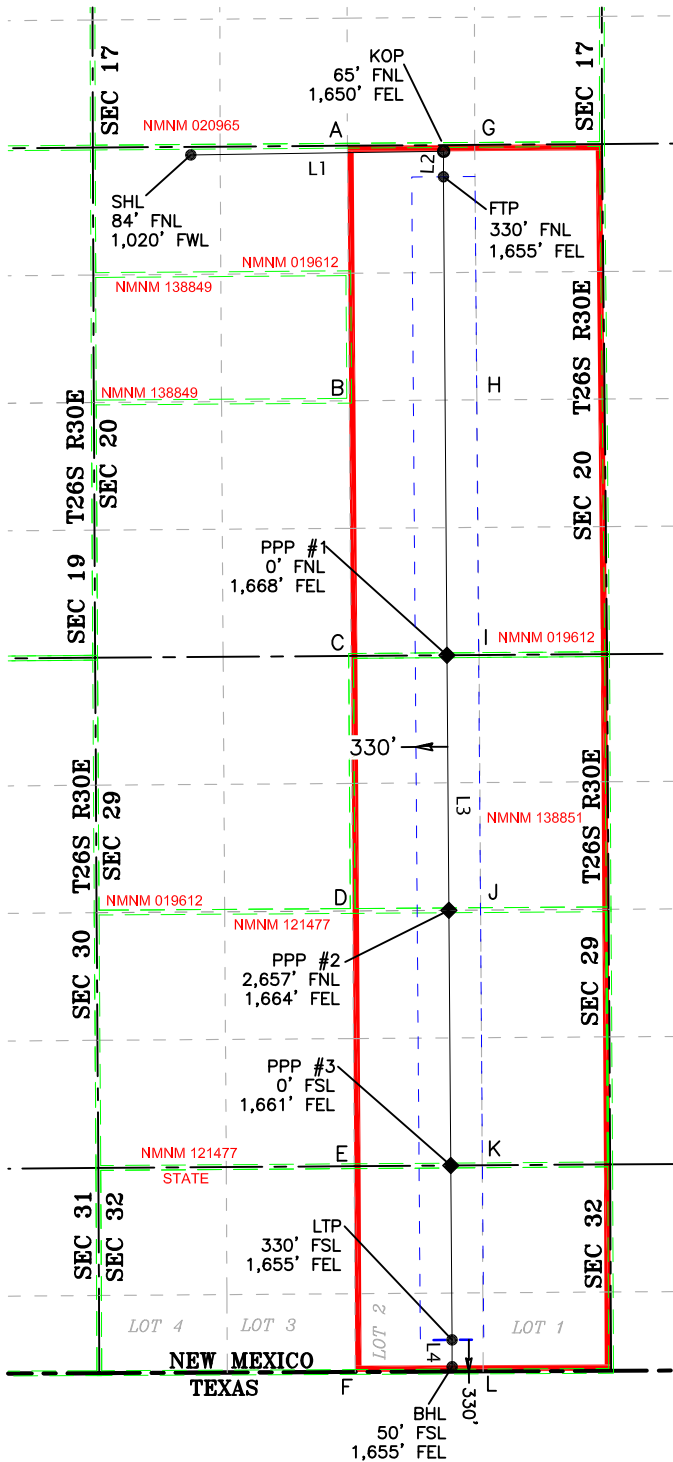 SEC 17
SEC 17
KOP
65' FNL
1,650' FEL
NMNM 020965
A
G
L1
L2
SHL
84' FNL
1,020' FWL
FTP
330' FNL
1,655' FEL
NMNM 019612
NMNM 138849
T26S R30E
SEC 20
NMNM 138849
B
H
SEC 19 T26S R30E
SEC 20
PPP #1
0' FNL
1,668' FEL
C
I
NMNM 019612
330'
L3
T26S R30E
SEC 29
T26S R30E
NMNM 138851
NMNM 019612
D
J
NMNM 121477
SEC 30
SEC 29
PPP #2
2,657' FNL
1,664' FEL
PPP #3
0' FSL
1,661' FEL
NMNM 121477
E
K
STATE
SEC 31
SEC 32
SEC 32
LTP
330' FSL
1,655' FEL
LOT 4
LOT 3
LOT 2
LOT 1
L4
NEW MEXICO
TEXAS
F
L
330'
BHL
50' FSL
1,655' FEL